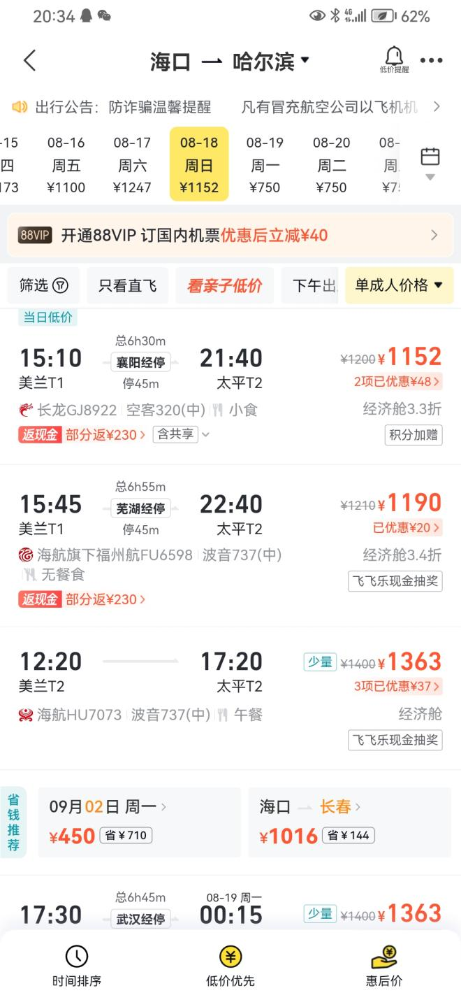 20:34 4G 62%
海口 哈尔滨
低价提醒
出行公告：防诈骗温馨提醒 凡有冒充航空公司以飞机机
-15 08-16 08-17 08-18 08-19 08-20 08-
四 周五 周六 周日 周一 周二 周
173 ¥1100 ¥1247 ¥1152 ¥750 ¥750 ¥75
88VIP 开通88VIP 订国内机票优惠后立减¥40
筛选 只看直飞 看亲子低价 下午出 单成人价格
当日低价
总6h30m
15:10 襄阳经停 21:40 ¥1200 ¥1152
美兰T1 停45m 太平T2 2项已优惠¥48
长龙GJ8922 空客320(中) 小食 经济舱3.3折
返现金 部分返¥230 含共享 积分加赠
总6h55m
15:45 芜湖经停 22:40 ¥1210 ¥1190
美兰T1 停45m 太平T2 已优惠¥20
海航旗下福州航FU6598 波音737(中) 经济舱3.4折
无餐食 飞飞乐现金抽奖
返现金 部分返¥230
12:20 17:20 少量 ¥1400 ¥1363
美兰T2 太平T2 3项已优惠¥37
海航HU7073 波音737(中) 午餐 经济舱
飞飞乐现金抽奖
省钱推荐
09月02日 周一 海口 长春
¥450 省¥710 ¥1016 省¥144
总6h45m 08-19 周一
17:30 武汉经停 00:15 少量 ¥1400 ¥1363
时间排序 低价优先 惠后价